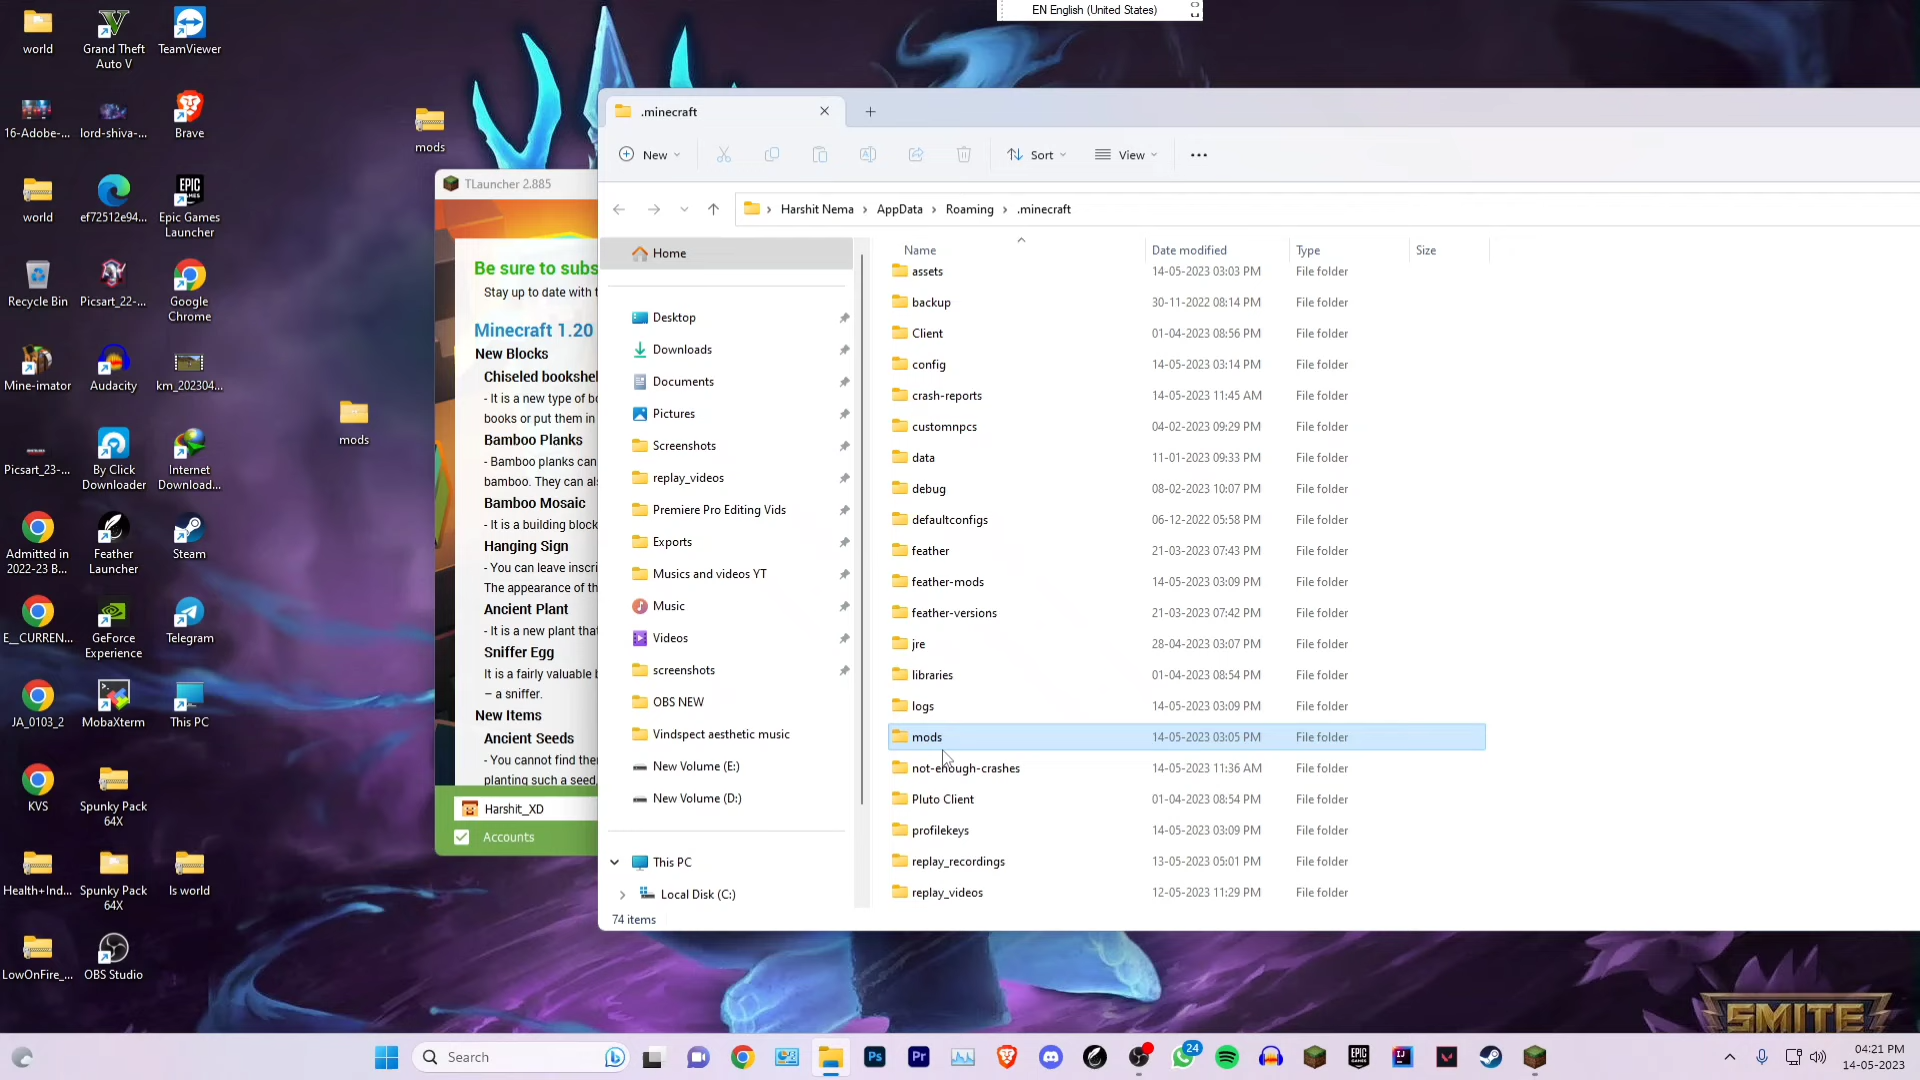 EN English (United States)
world
Grand Theft
Auto V
TeamViewer
16-Adobe-...
lord-shiva-...
Brave
world
ef72512e94...
Epic Games
Launcher
Recycle Bin
Picsart_22-...
Google
Chrome
Mine-imator
Audacity
km_202304...
Picsart_23-...
By Click
Downloader
Internet
Download...
Admitted in
2022-23 B...
Feather
Launcher
Steam
E__CURREN...
GeForce
Experience
Telegram
JA_0103_2
MobaXterm
This PC
KVS
Spunky Pack
64X
Health+Ind...
Spunky Pack
64X
Is world
LowOnFire_...
OBS Studio
mods
mods
TLauncher 2.885
Be sure to subs
Stay up to date with t
Minecraft 1.20
New Blocks
Chiseled bookshel
- It is a new type of bo
books or put them in
Bamboo Planks
- Bamboo planks can
bamboo. They can al
Bamboo Mosaic
- It is a building block
Hanging Sign
- You can leave inscri
The appearance of th
Ancient Plant
- It is a new plant that
Sniffer Egg
It is a fairly valuable b
– a sniffer.
New Items
Ancient Seeds
- You cannot find ther
planting such a seed,
Harshit_XD
Accounts
.minecraft
New
Sort
View
Harshit Nema > AppData > Roaming > .minecraft
Home
Desktop
Downloads
Documents
Pictures
Screenshots
replay_videos
Premiere Pro Editing Vids
Exports
Musics and videos YT
Music
Videos
screenshots
OBS NEW
Vindspect aesthetic music
New Volume (E:)
New Volume (D:)
This PC
Local Disk (C:)
Name Date modified Type Size
assets 14-05-2023 03:03 PM File folder
backup 30-11-2022 08:14 PM File folder
Client 01-04-2023 08:56 PM File folder
config 14-05-2023 03:14 PM File folder
crash-reports 14-05-2023 11:45 AM File folder
customnpcs 04-02-2023 09:29 PM File folder
data 11-01-2023 09:33 PM File folder
debug 08-02-2023 10:07 PM File folder
defaultconfigs 06-12-2022 05:58 PM File folder
feather 21-03-2023 07:43 PM File folder
feather-mods 14-05-2023 03:09 PM File folder
feather-versions 21-03-2023 07:42 PM File folder
jre 28-04-2023 03:07 PM File folder
libraries 01-04-2023 08:54 PM File folder
logs 14-05-2023 03:09 PM File folder
mods 14-05-2023 03:05 PM File folder
not-enough-crashes 14-05-2023 11:36 AM File folder
Pluto Client 01-04-2023 08:54 PM File folder
profilekeys 14-05-2023 03:09 PM File folder
replay_recordings 13-05-2023 05:01 PM File folder
replay_videos 12-05-2023 11:29 PM File folder
74 items
SMITE
Search
Ps
Pr
24
EPIC
IJ
04:21 PM
14-05-2023